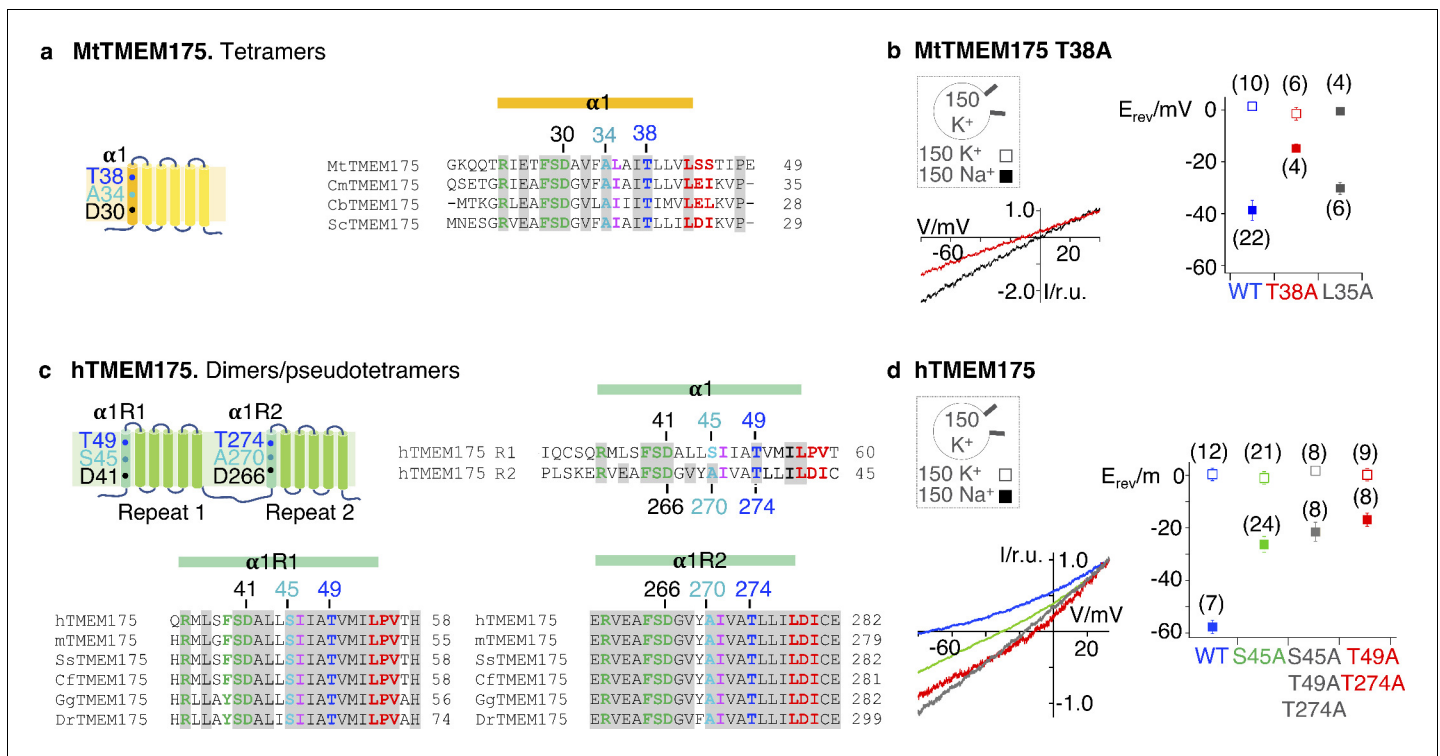 a MtTMEM175. Tetramers
α1
T38
A34
D30
α1
30 34 38
MtTMEM175 GKQQTRIETFSDAVFALAITLLVLSSTIPE 49
CmTMEM175 QSETGRIEAFSDGVFAIAITLLVLEIKVP- 35
CbTMEM175 -MTKGRLEAFSDGVLAIIITIMVLELKVP- 28
ScTMEM175 MNESGRVEAFSDGVFAIAITLLILDIKVP- 29
b MtTMEM175 T38A
150
K+
150 K+
150 Na+
V/mV
1.0
-60
20
-2.0
I/r.u.
Erev/mV
0
-20
-40
-60
(10) (6) (4)
(22) (4) (6)
WT T38A L35A
c hTMEM175. Dimers/pseudotetramers
α1R1 α1R2
T49 T274
S45 A270
D41 D266
Repeat 1 Repeat 2
α1
41 45 49
hTMEM175 R1 IQCSQRMLSFSDALLSIIATVMILPVT 60
hTMEM175 R2 PLSKERVEAFSDGVYAIVATLLILDIC 45
266 270 274
α1R1
41 45 49
hTMEM175 QRMLSFSDALLSIIATVMILPVTH 58
mTMEM175 HRMLGFSDALLSIIATVMILPVTH 55
SsTMEM175 HRMLSFSDALLSIIATVMILPVTH 58
CfTMEM175 HRMLSFSDALLSIIATVMILPVTH 58
GgTMEM175 HRLLAYSDALLSIIATVMILPVAH 56
DrTMEM175 HRLLAYSDALISIIATVMILPVAH 74
α1R2
266 270 274
hTMEM175 ERVEAFSDGVYAIVATLLILDICE 282
mTMEM175 ERVEAFSDGVYAIVATLLILDICE 279
SsTMEM175 ERVEAFSDGVYAIVATLLILDICE 282
CfTMEM175 ERVEAFSDGVYAIVATLLILDICE 281
GgTMEM175 ERVEAFSDGVYAIVATLLILDICE 282
DrTMEM175 ERVEAFSDGVFAIVATLLILDICE 299
d hTMEM175
150
K+
150 K+
150 Na+
I/r.u.
1.0
V/mV
-60
20
-1.0
Erev/m
0
-20
-40
-60
(12) (21) (8) (9)
(7) (24) (8) (8)
WT S45A S45A T49A
T49A T274A
T274A